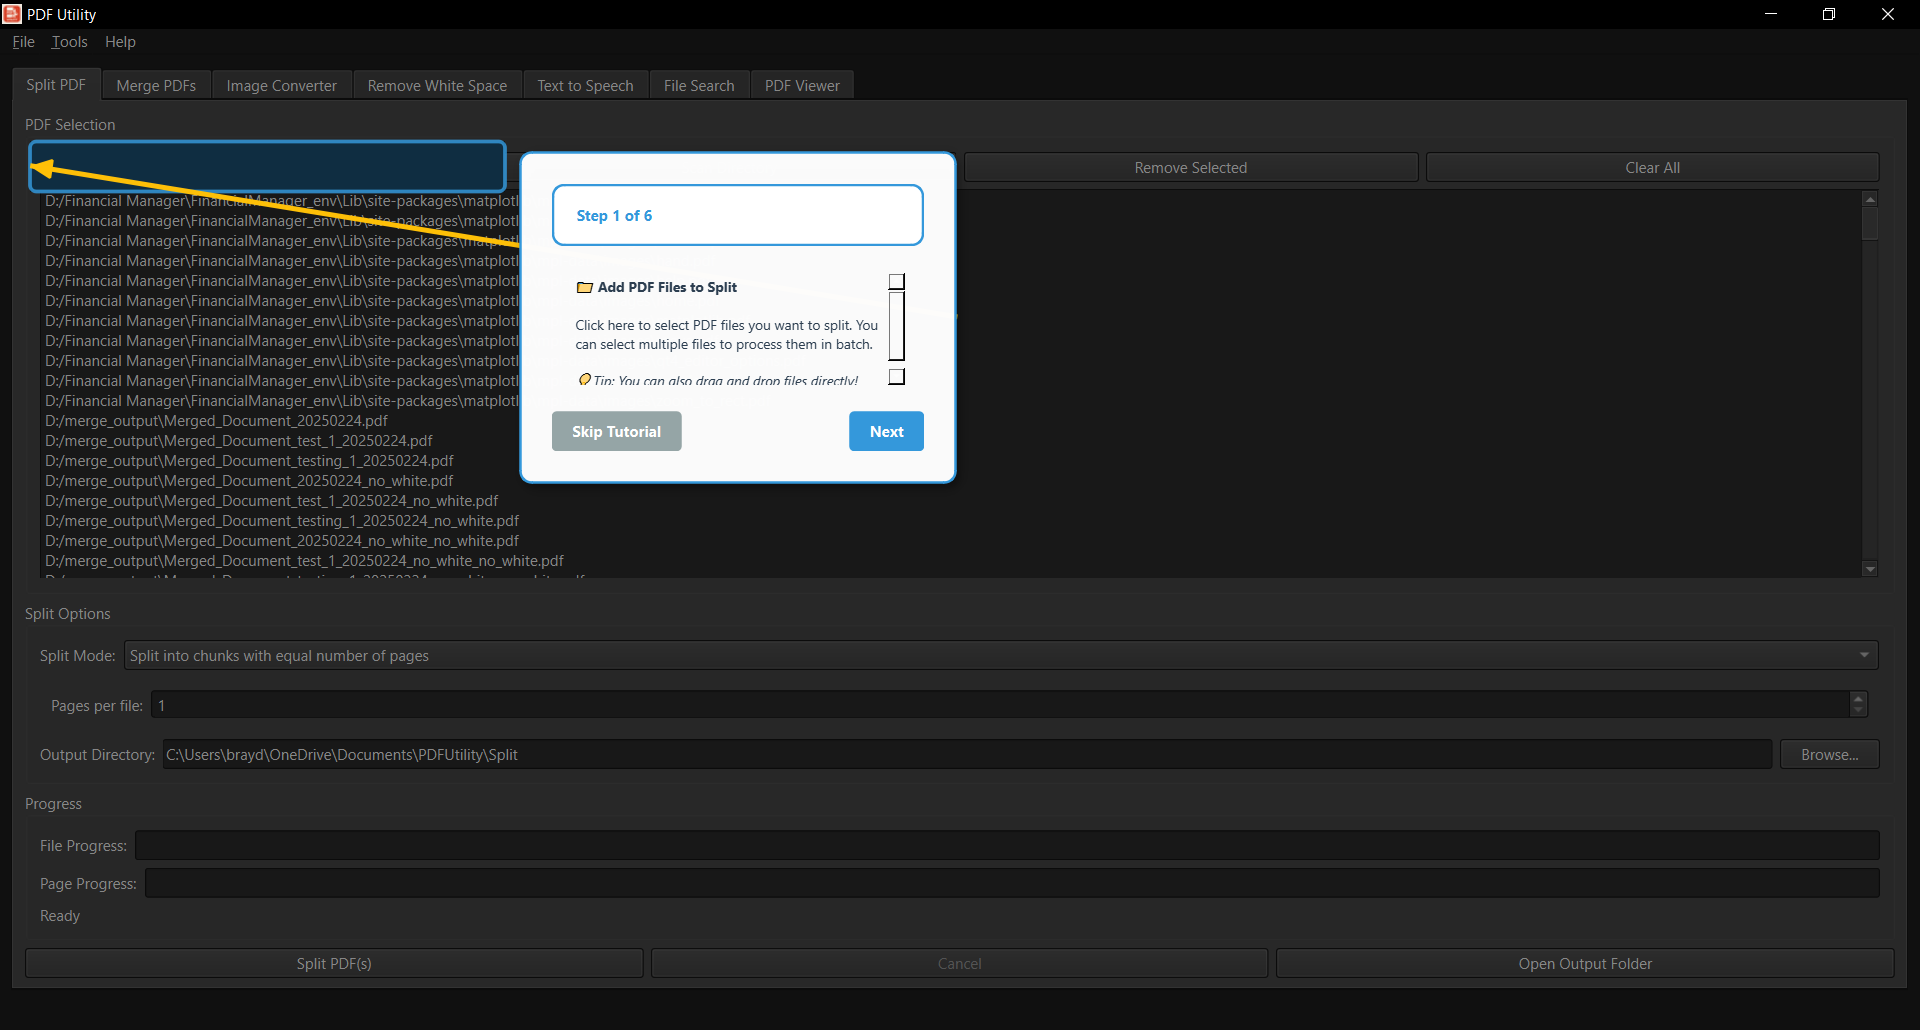 PDF Utility
File Tools Help
Split PDF Merge PDFs Image Converter Remove White Space Text to Speech File Search PDF Viewer
PDF Selection
Remove Selected Clear All
D:/Financial Manager\FinancialManager_env\Lib\site-packages\matplotl
D:/Financial Manager\FinancialManager_env\Lib\site-packages\matplotl
D:/Financial Manager\FinancialManager_env\Lib\site-packages\matplotl
D:/Financial Manager\FinancialManager_env\Lib\site-packages\matplotl
D:/Financial Manager\FinancialManager_env\Lib\site-packages\matplotl
D:/Financial Manager\FinancialManager_env\Lib\site-packages\matplotl
D:/Financial Manager\FinancialManager_env\Lib\site-packages\matplotl
D:/Financial Manager\FinancialManager_env\Lib\site-packages\matplotl
D:/Financial Manager\FinancialManager_env\Lib\site-packages\matplotl
D:/Financial Manager\FinancialManager_env\Lib\site-packages\matplotl
D:/Financial Manager\FinancialManager_env\Lib\site-packages\matplotl
D:/merge_output\Merged_Document_20250224.pdf
D:/merge_output\Merged_Document_test_1_20250224.pdf
D:/merge_output\Merged_Document_testing_1_20250224.pdf
D:/merge_output\Merged_Document_20250224_no_white.pdf
D:/merge_output\Merged_Document_test_1_20250224_no_white.pdf
D:/merge_output\Merged_Document_testing_1_20250224_no_white.pdf
D:/merge_output\Merged_Document_20250224_no_white_no_white.pdf
D:/merge_output\Merged_Document_test_1_20250224_no_white_no_white.pdf
Step 1 of 6
Add PDF Files to Split
Click here to select PDF files you want to split. You
can select multiple files to process them in batch.
Tip: You can also drag and drop files directly!
Skip Tutorial Next
Split Options
Split Mode: Split into chunks with equal number of pages
Pages per file: 1
Output Directory: C:\Users\brayd\OneDrive\Documents\PDFUtility\Split Browse...
Progress
File Progress:
Page Progress:
Ready
Split PDF(s) Cancel Open Output Folder